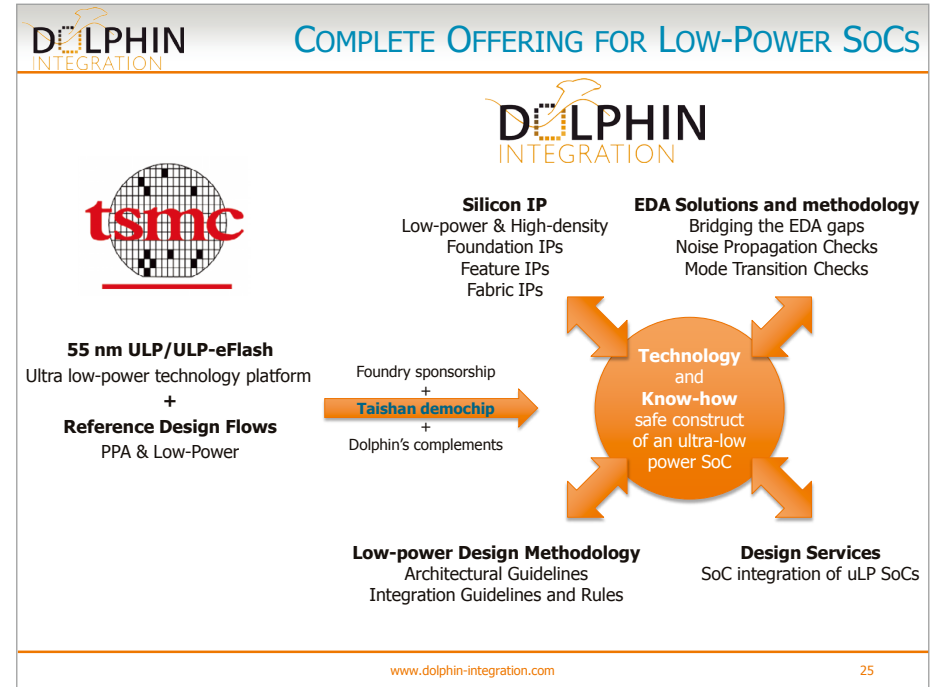 DOLPHIN
INTEGRATION
COMPLETE OFFERING FOR LOW-POWER SOCS
DOLPHIN
INTEGRATION
tsmc
Silicon IP
Low-power & High-density
Foundation IPs
Feature IPs
Fabric IPs
EDA Solutions and methodology
Bridging the EDA gaps
Noise Propagation Checks
Mode Transition Checks
55 nm ULP/ULP-eFlash
Ultra low-power technology platform
+
Reference Design Flows
PPA & Low-Power
Foundry sponsorship
+
Taishan demochip
+
Dolphin's complements
Technology
and
Know-how
safe construct
of an ultra-low
power SoC
Low-power Design Methodology
Architectural Guidelines
Integration Guidelines and Rules
Design Services
SoC integration of uLP SoCs
www.dolphin-integration.com
25